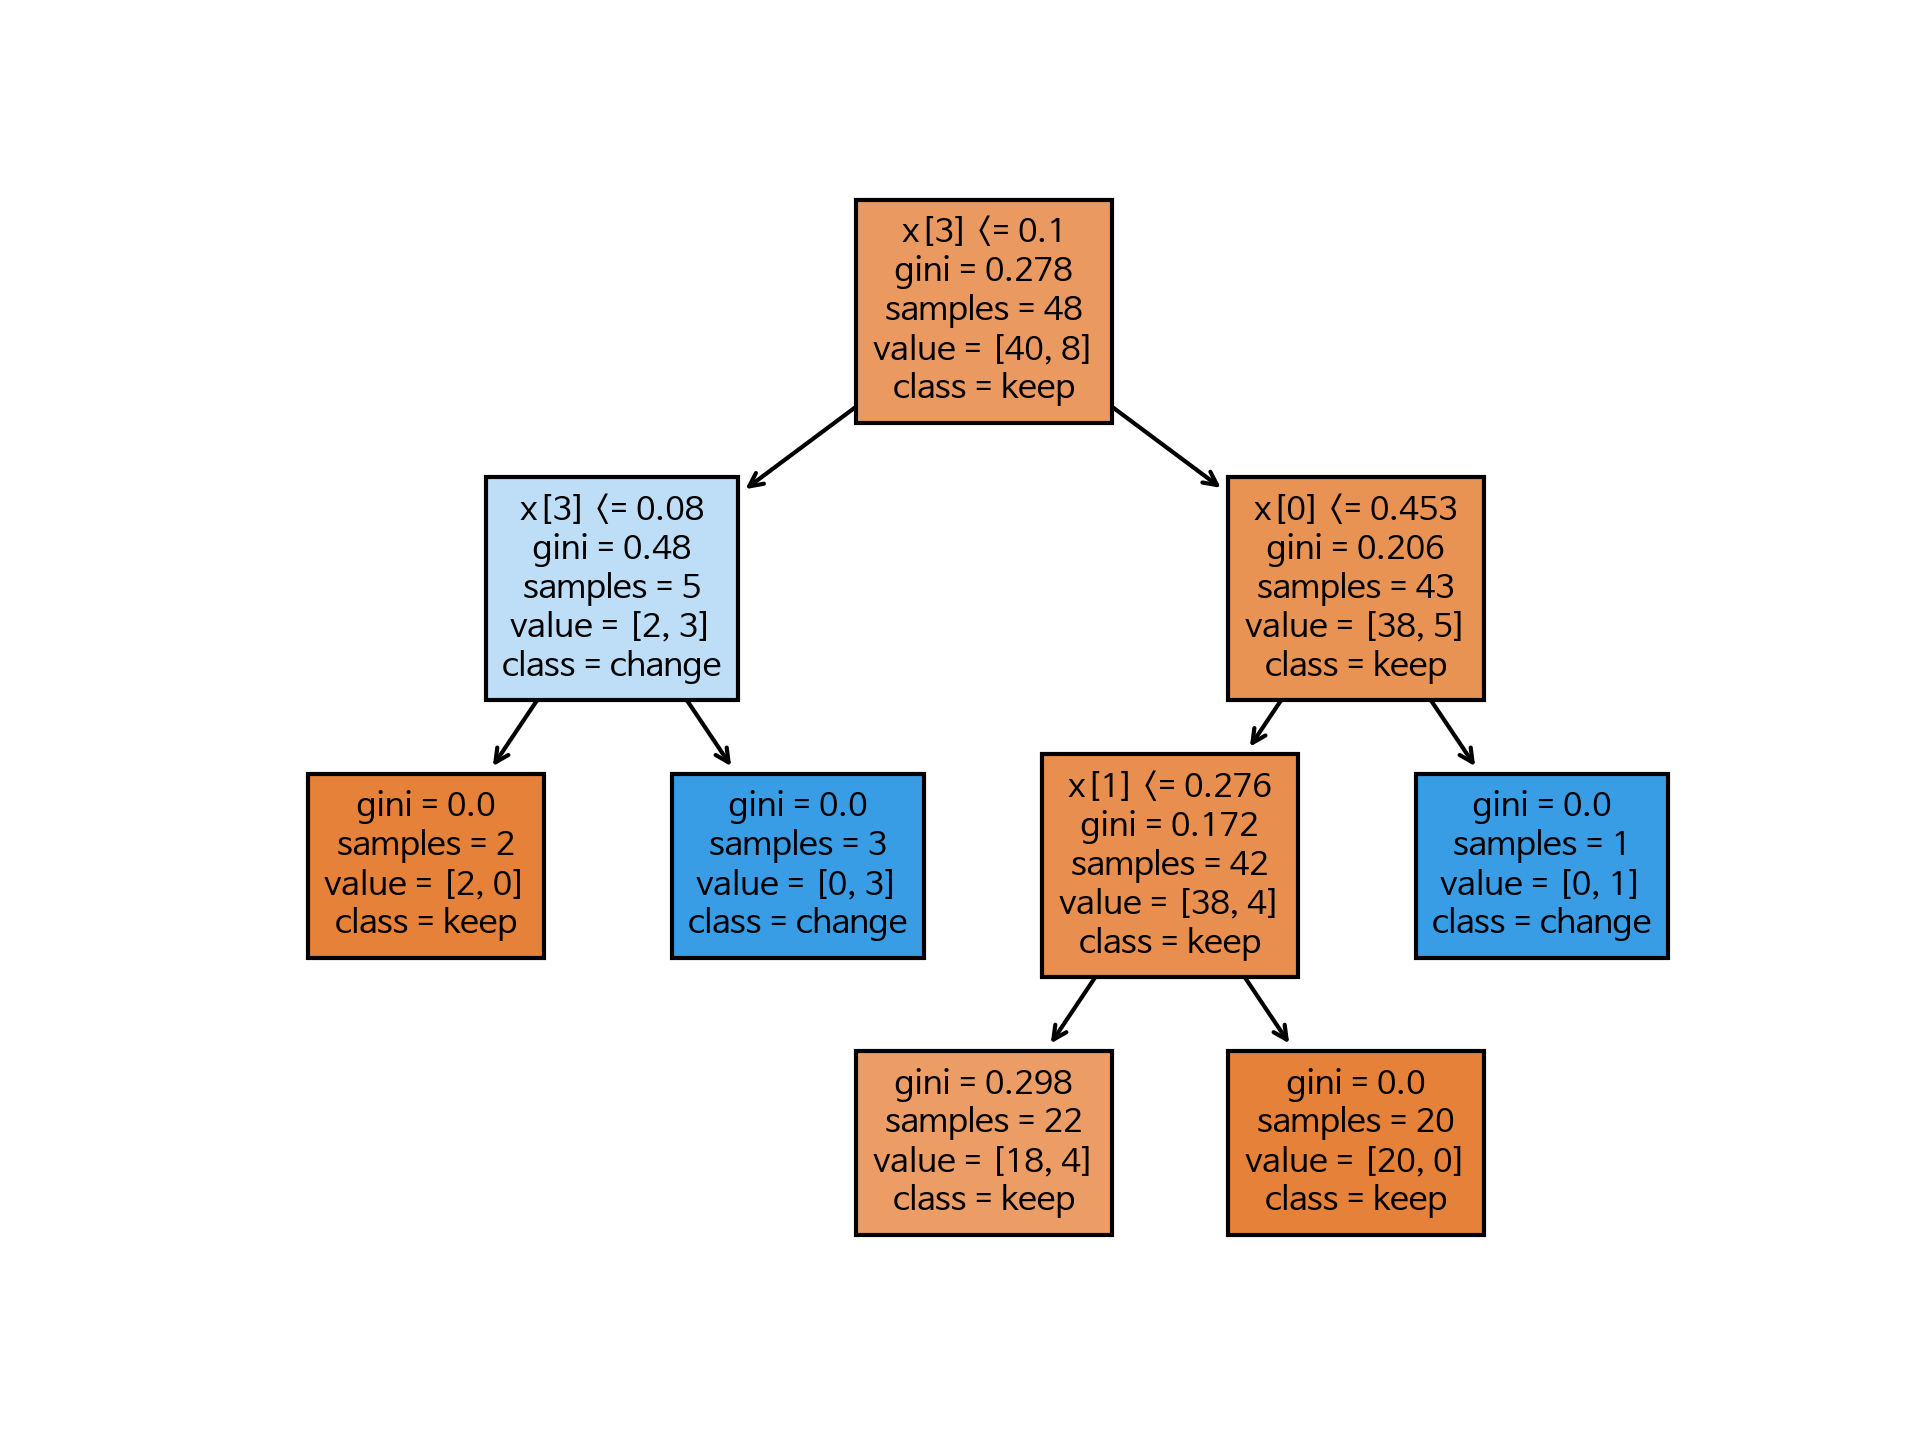 x[3] <= 0.1
gini = 0.278
samples = 48
value = [40, 8]
class = keep
x[3] <= 0.08
gini = 0.48
samples = 5
value = [2, 3]
class = change
x[0] <= 0.453
gini = 0.206
samples = 43
value = [38, 5]
class = keep
gini = 0.0
samples = 2
value = [2, 0]
class = keep
gini = 0.0
samples = 3
value = [0, 3]
class = change
x[1] <= 0.276
gini = 0.172
samples = 42
value = [38, 4]
class = keep
gini = 0.0
samples = 1
value = [0, 1]
class = change
gini = 0.298
samples = 22
value = [18, 4]
class = keep
gini = 0.0
samples = 20
value = [20, 0]
class = keep